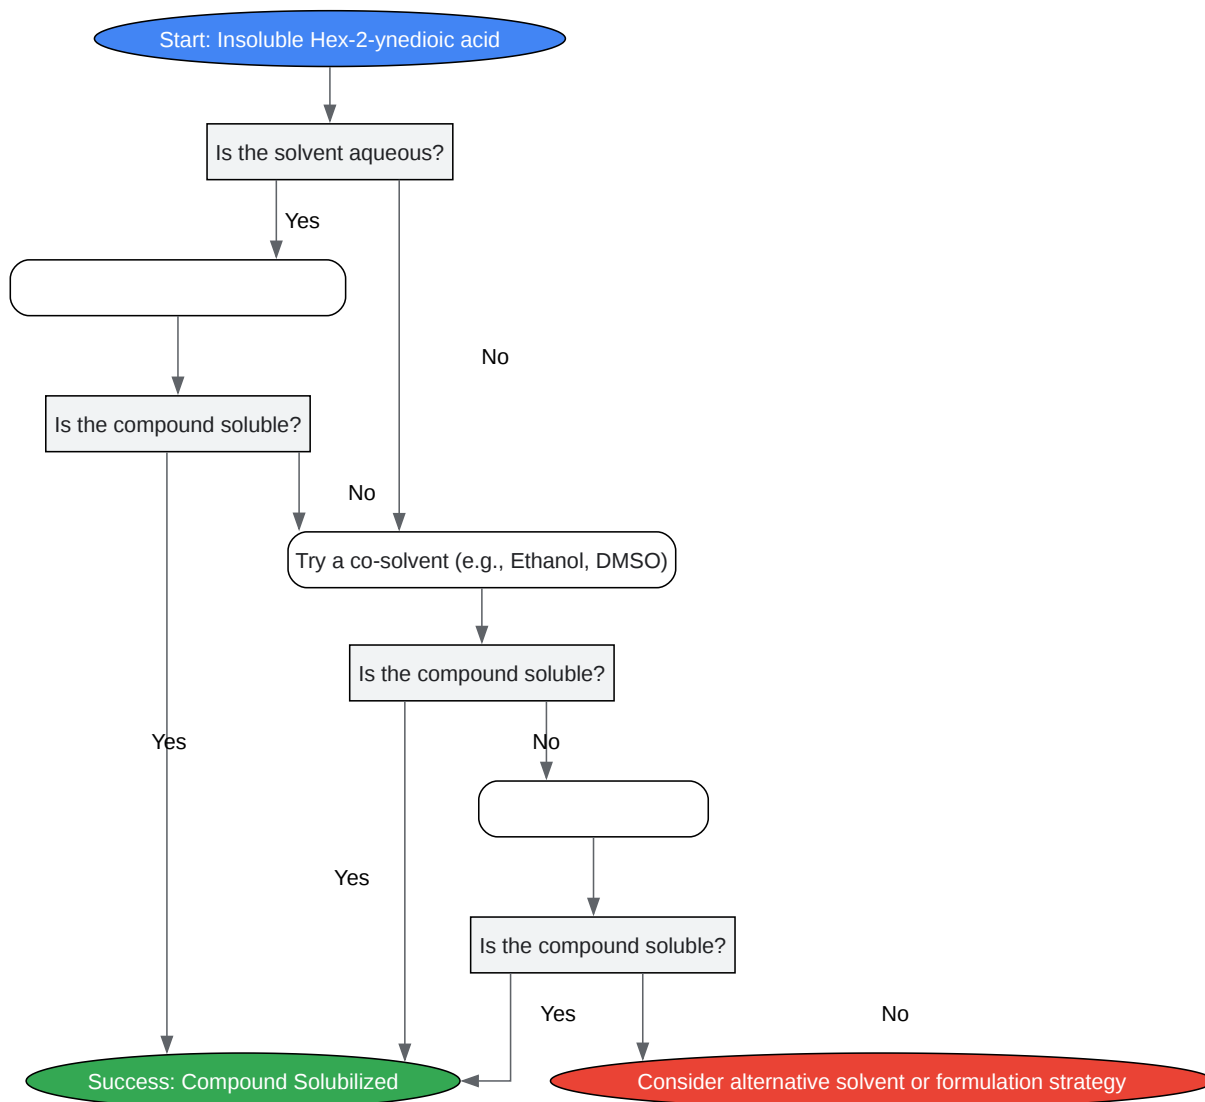 Start: Insoluble Hex-2-ynedioic acid
Is the solvent aqueous?
Yes
No
Is the compound soluble?
No
Try a co-solvent (e.g., Ethanol, DMSO)
Is the compound soluble?
Yes
No
Yes
Is the compound soluble?
Yes
No
Success: Compound Solubilized
Consider alternative solvent or formulation strategy